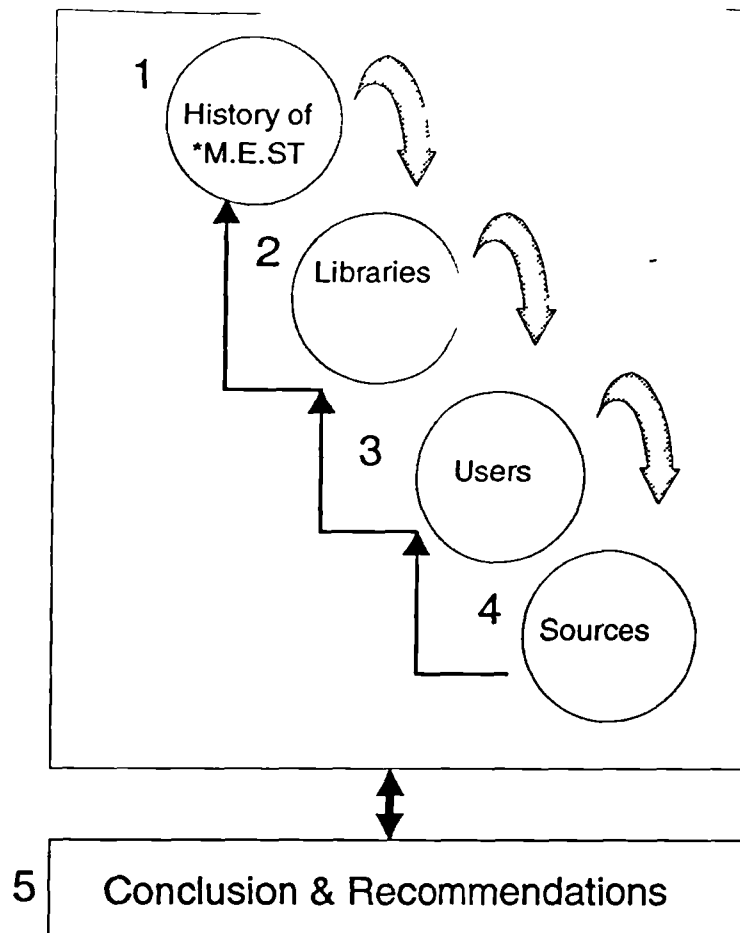 1
History of
*M.E.ST
2
Libraries
3
Users
4
Sources
5
Conclusion & Recommendations